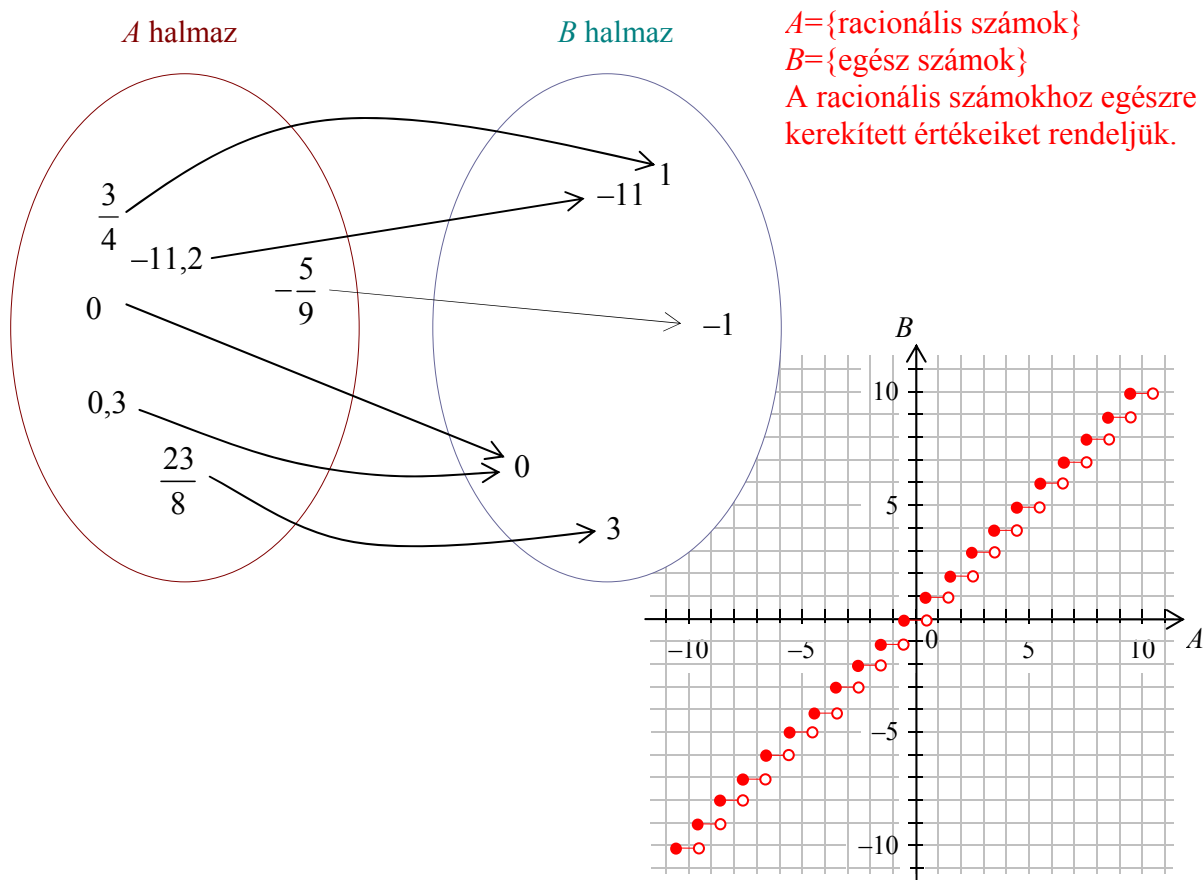 A halmaz
B halmaz
A={racionális számok}
B={egész számok}
A racionális számokhoz egészre
kerekített értékeiket rendeljük.
3/4
–11,2
–5/9
0
0,3
23/8
1
–11
–1
0
3
B
10
5
–10
–5
0
5
10
A
–5
–10